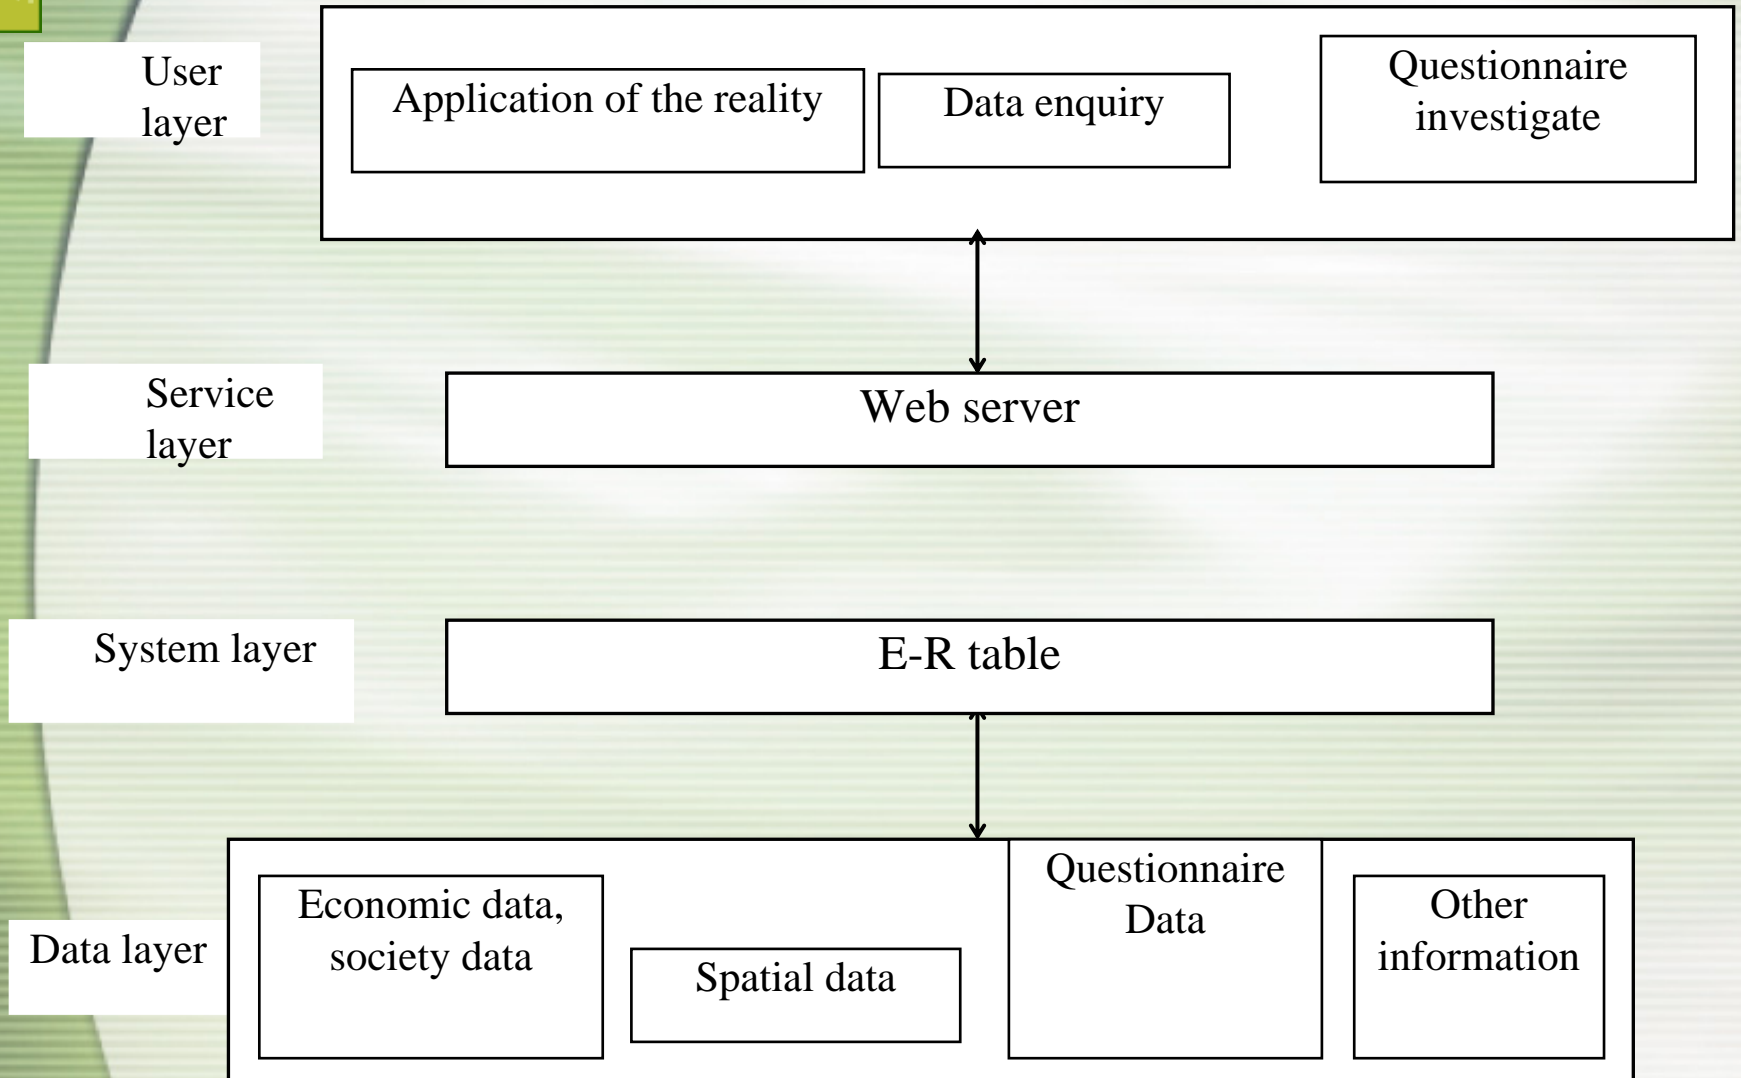 User
layer
Application of the reality
Data enquiry
Questionnaire
investigate
Service
layer
Web server
System layer
E-R table
Data layer
Economic data,
society data
Spatial data
Questionnaire
Data
Other
information